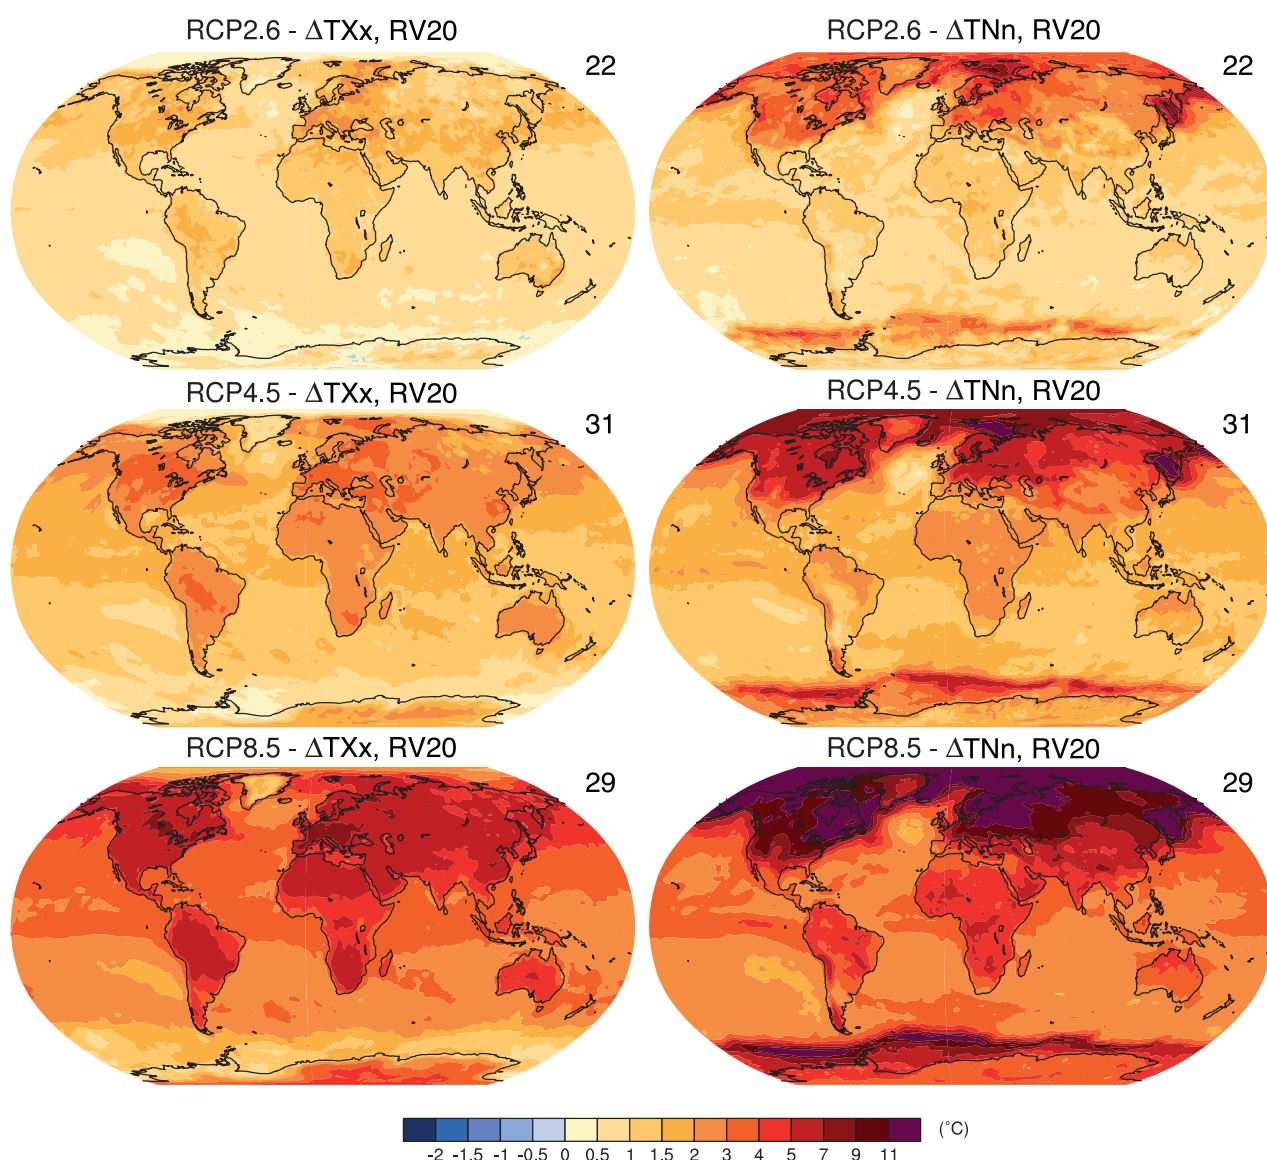 RCP2.6 - ΔTXx, RV20
22
RCP2.6 - ΔTNn, RV20
22
RCP4.5 - ΔTXx, RV20
31
RCP4.5 - ΔTNn, RV20
31
RCP8.5 - ΔTXx, RV20
29
RCP8.5 - ΔTNn, RV20
29
(˚C)
-2 -1.5 -1 -0.5 0 0.5 1 1.5 2 3 4 5 7 9 11